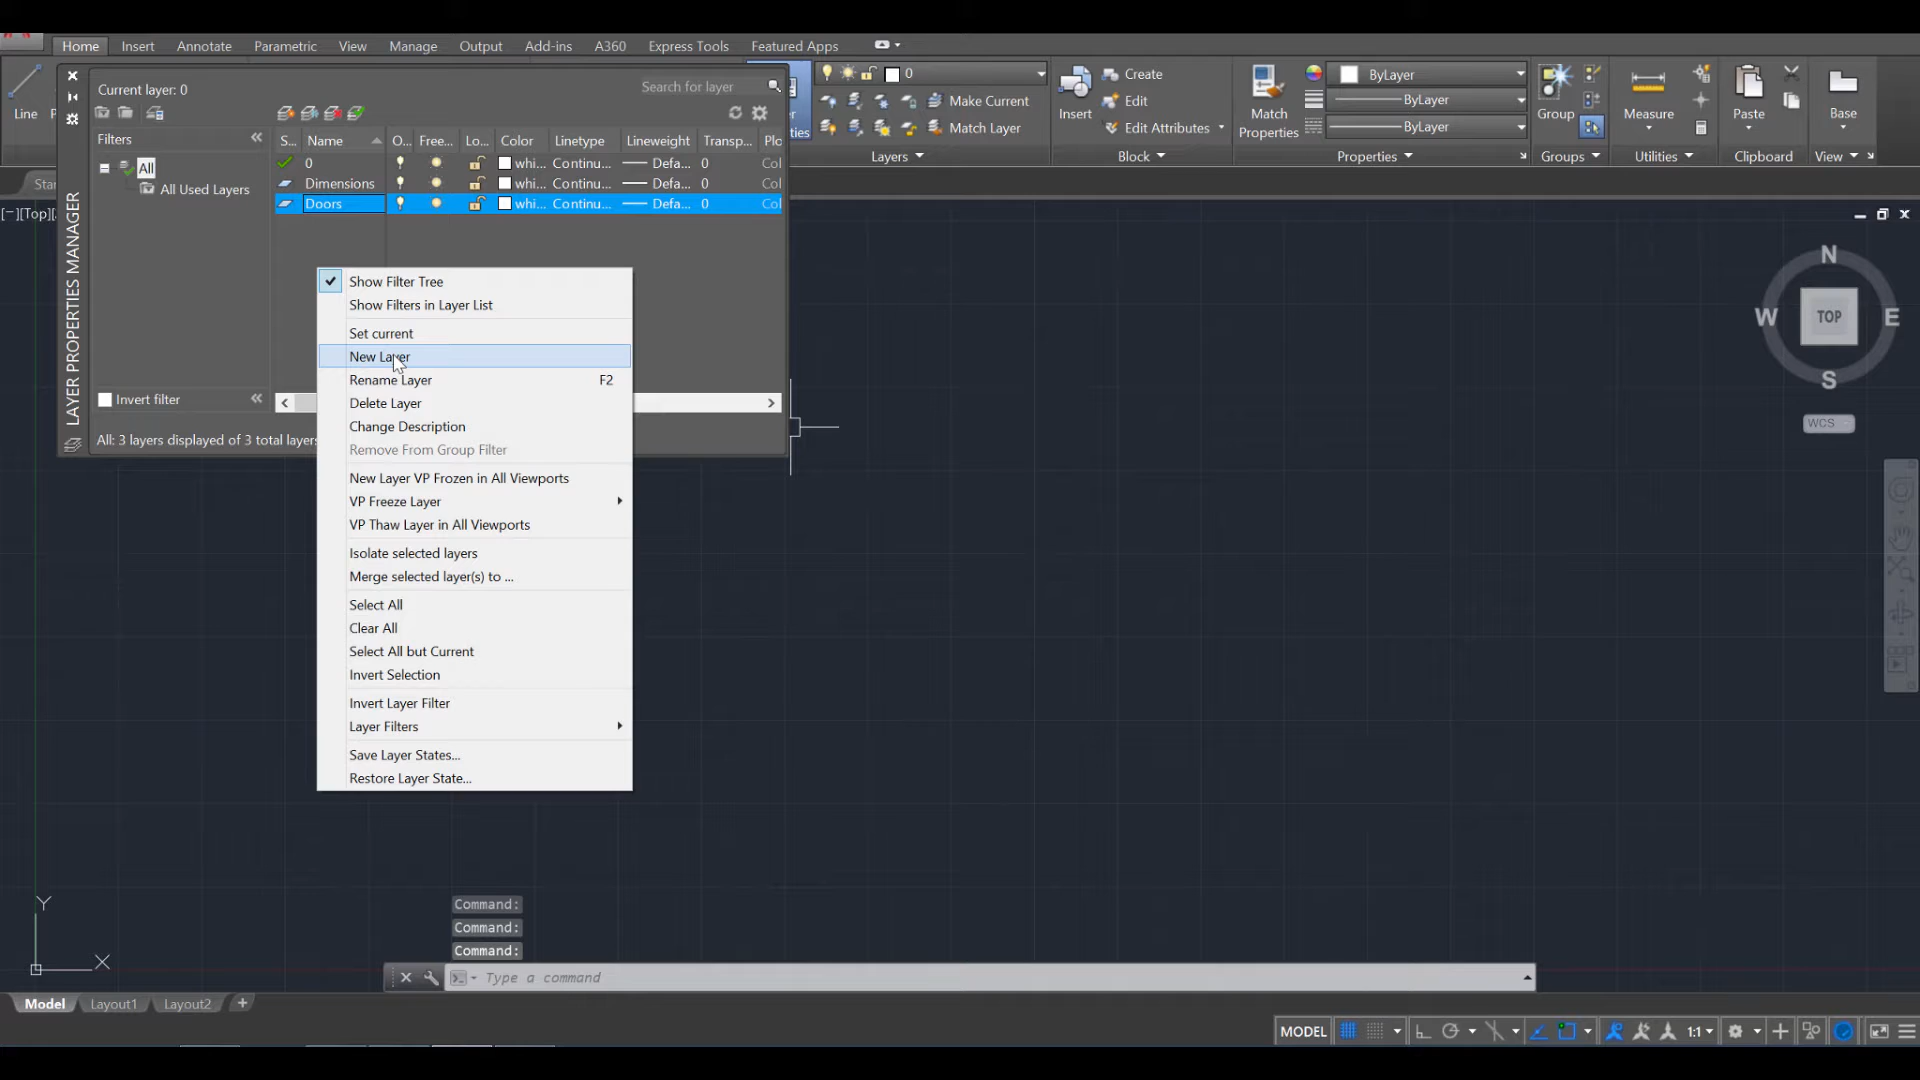 Home Insert Annotate Parametric View Manage Output Add-ins A360 Express Tools Featured Apps
Line
Current layer: 0
Search for layer
0
Make Current
Match Layer
Layers
Insert
Create
Edit
Edit Attributes
Block
Match
Properties
ByLayer
ByLayer
ByLayer
Properties
Group
Groups
Measure
Utilities
Paste
Clipboard
Base
View
Filters
All
All Used Layers
Invert filter
S... Name O... Free... Lo... Color Linetype Lineweight Transp... Plo
0 whi... Continu... Defa... 0 Col
Dimensions whi... Continu... Defa... 0 Col
Doors whi... Continu... Defa... 0 Col
All: 3 layers displayed of 3 total layers
LAYER PROPERTIES MANAGER
[−][Top]
Show Filter Tree
Show Filters in Layer List
Set current
New Layer
Rename Layer F2
Delete Layer
Change Description
Remove From Group Filter
New Layer VP Frozen in All Viewports
VP Freeze Layer
VP Thaw Layer in All Viewports
Isolate selected layers
Merge selected layer(s) to ...
Select All
Clear All
Select All but Current
Invert Selection
Invert Layer Filter
Layer Filters
Save Layer States...
Restore Layer State...
N
W TOP E
S
WCS
Y
X
Command:
Command:
Command:
Type a command
Model Layout1 Layout2 +
MODEL 1:1